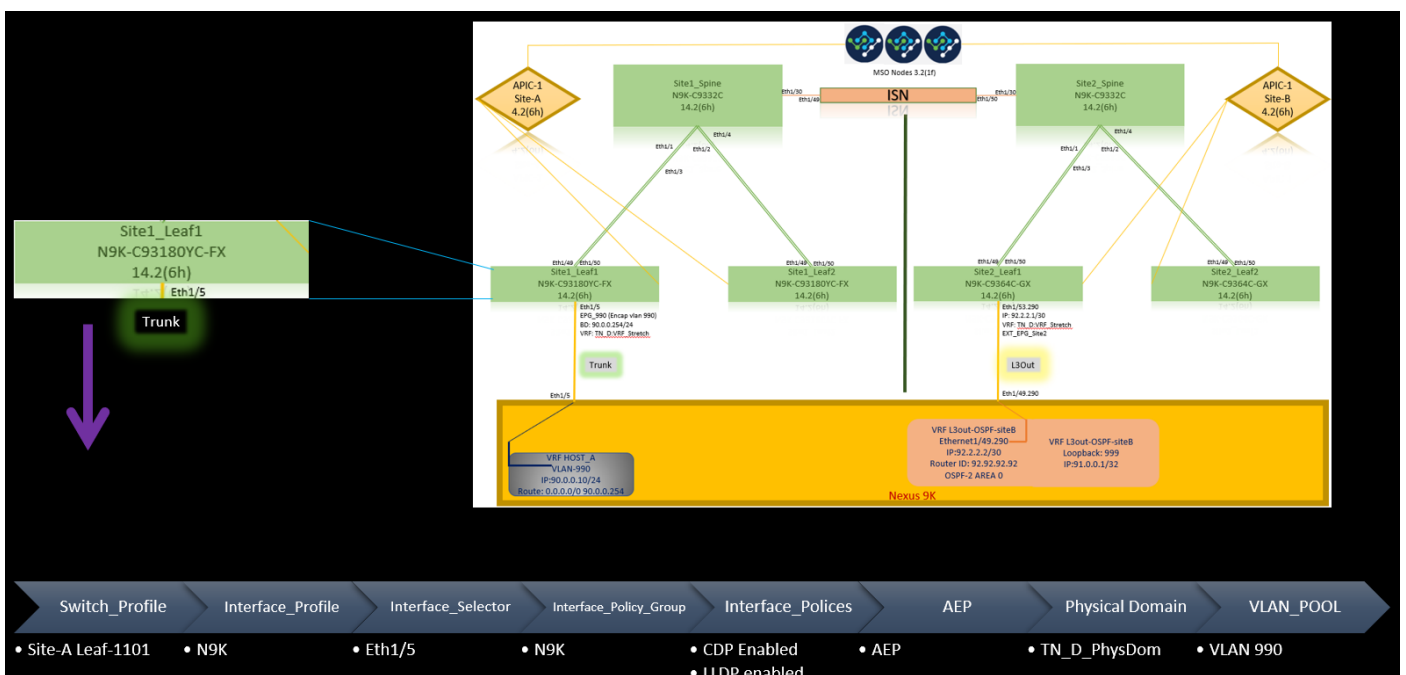 MSO Nodes 3.2(1f)
APIC-1
Site-A
4.2(6h)
Site1_Spine
N9K-C9332C
14.2(6h)
Eth1/30
Eth1/49
ISN
Eth1/30
Eth1/50
Site2_Spine
N9K-C9332C
14.2(6h)
APIC-1
Site-B
4.2(6h)
Eth1/4
Eth1/1
Eth1/2
Eth1/3
Eth1/4
Eth1/1
Eth1/2
Eth1/3
Site1_Leaf1
N9K-C93180YC-FX
14.2(6h)
Eth1/5
Trunk
Eth1/49
Eth1/50
Site1_Leaf1
N9K-C93180YC-FX
14.2(6h)
Eth1/5
EPG_990 (Encap vlan 990)
BD: 90.0.0.254/24
VRF: TN_D:VRF_Stretch
Trunk
Eth1/5
Eth1/49
Eth1/50
Site1_Leaf2
N9K-C93180YC-FX
14.2(6h)
Eth1/49
Eth1/50
Site2_Leaf1
N9K-C9364C-GX
14.2(6h)
Eth1/53.290
IP: 92.2.2.1/30
VRF: TN_D:VRF_Stretch
EXT_EPG_Site2
L3Out
Eth1/49.290
Eth1/49
Eth1/50
Site2_Leaf2
N9K-C9364C-GX
14.2(6h)
VRF HOST_A
VLAN-990
IP:90.0.0.10/24
Route: 0.0.0.0/0 90.0.0.254
VRF L3out-OSPF-siteB
Ethernet1/49.290
IP:92.2.2.2/30
Router ID: 92.92.92.92
OSPF-2 AREA 0
VRF L3out-OSPF-siteB
Loopback: 999
IP:91.0.0.1/32
Nexus 9K
Switch_Profile
Interface_Profile
Interface_Selector
Interface_Policy_Group
Interface_Polices
AEP
Physical Domain
VLAN_POOL
• Site-A Leaf-1101
• N9K
• Eth1/5
• N9K
• CDP Enabled
• LLDP enabled
• AEP
• TN_D_PhysDom
• VLAN 990